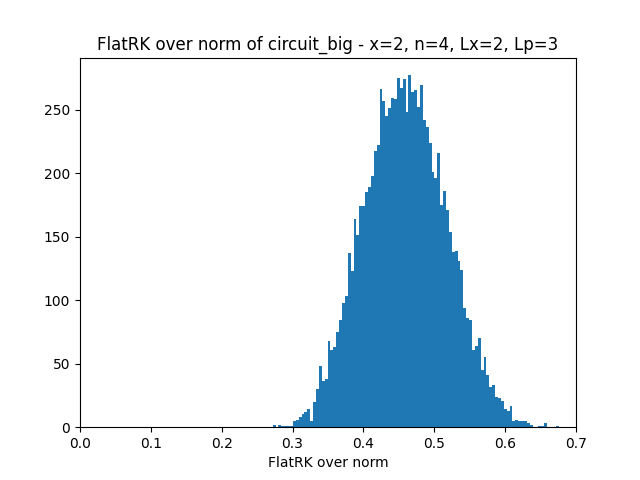 FlatRK over norm of circuit_big - x=2, n=4, Lx=2, Lp=3
250
200
150
100
50
0
0.0 0.1 0.2 0.3 0.4 0.5 0.6 0.7
FlatRK over norm